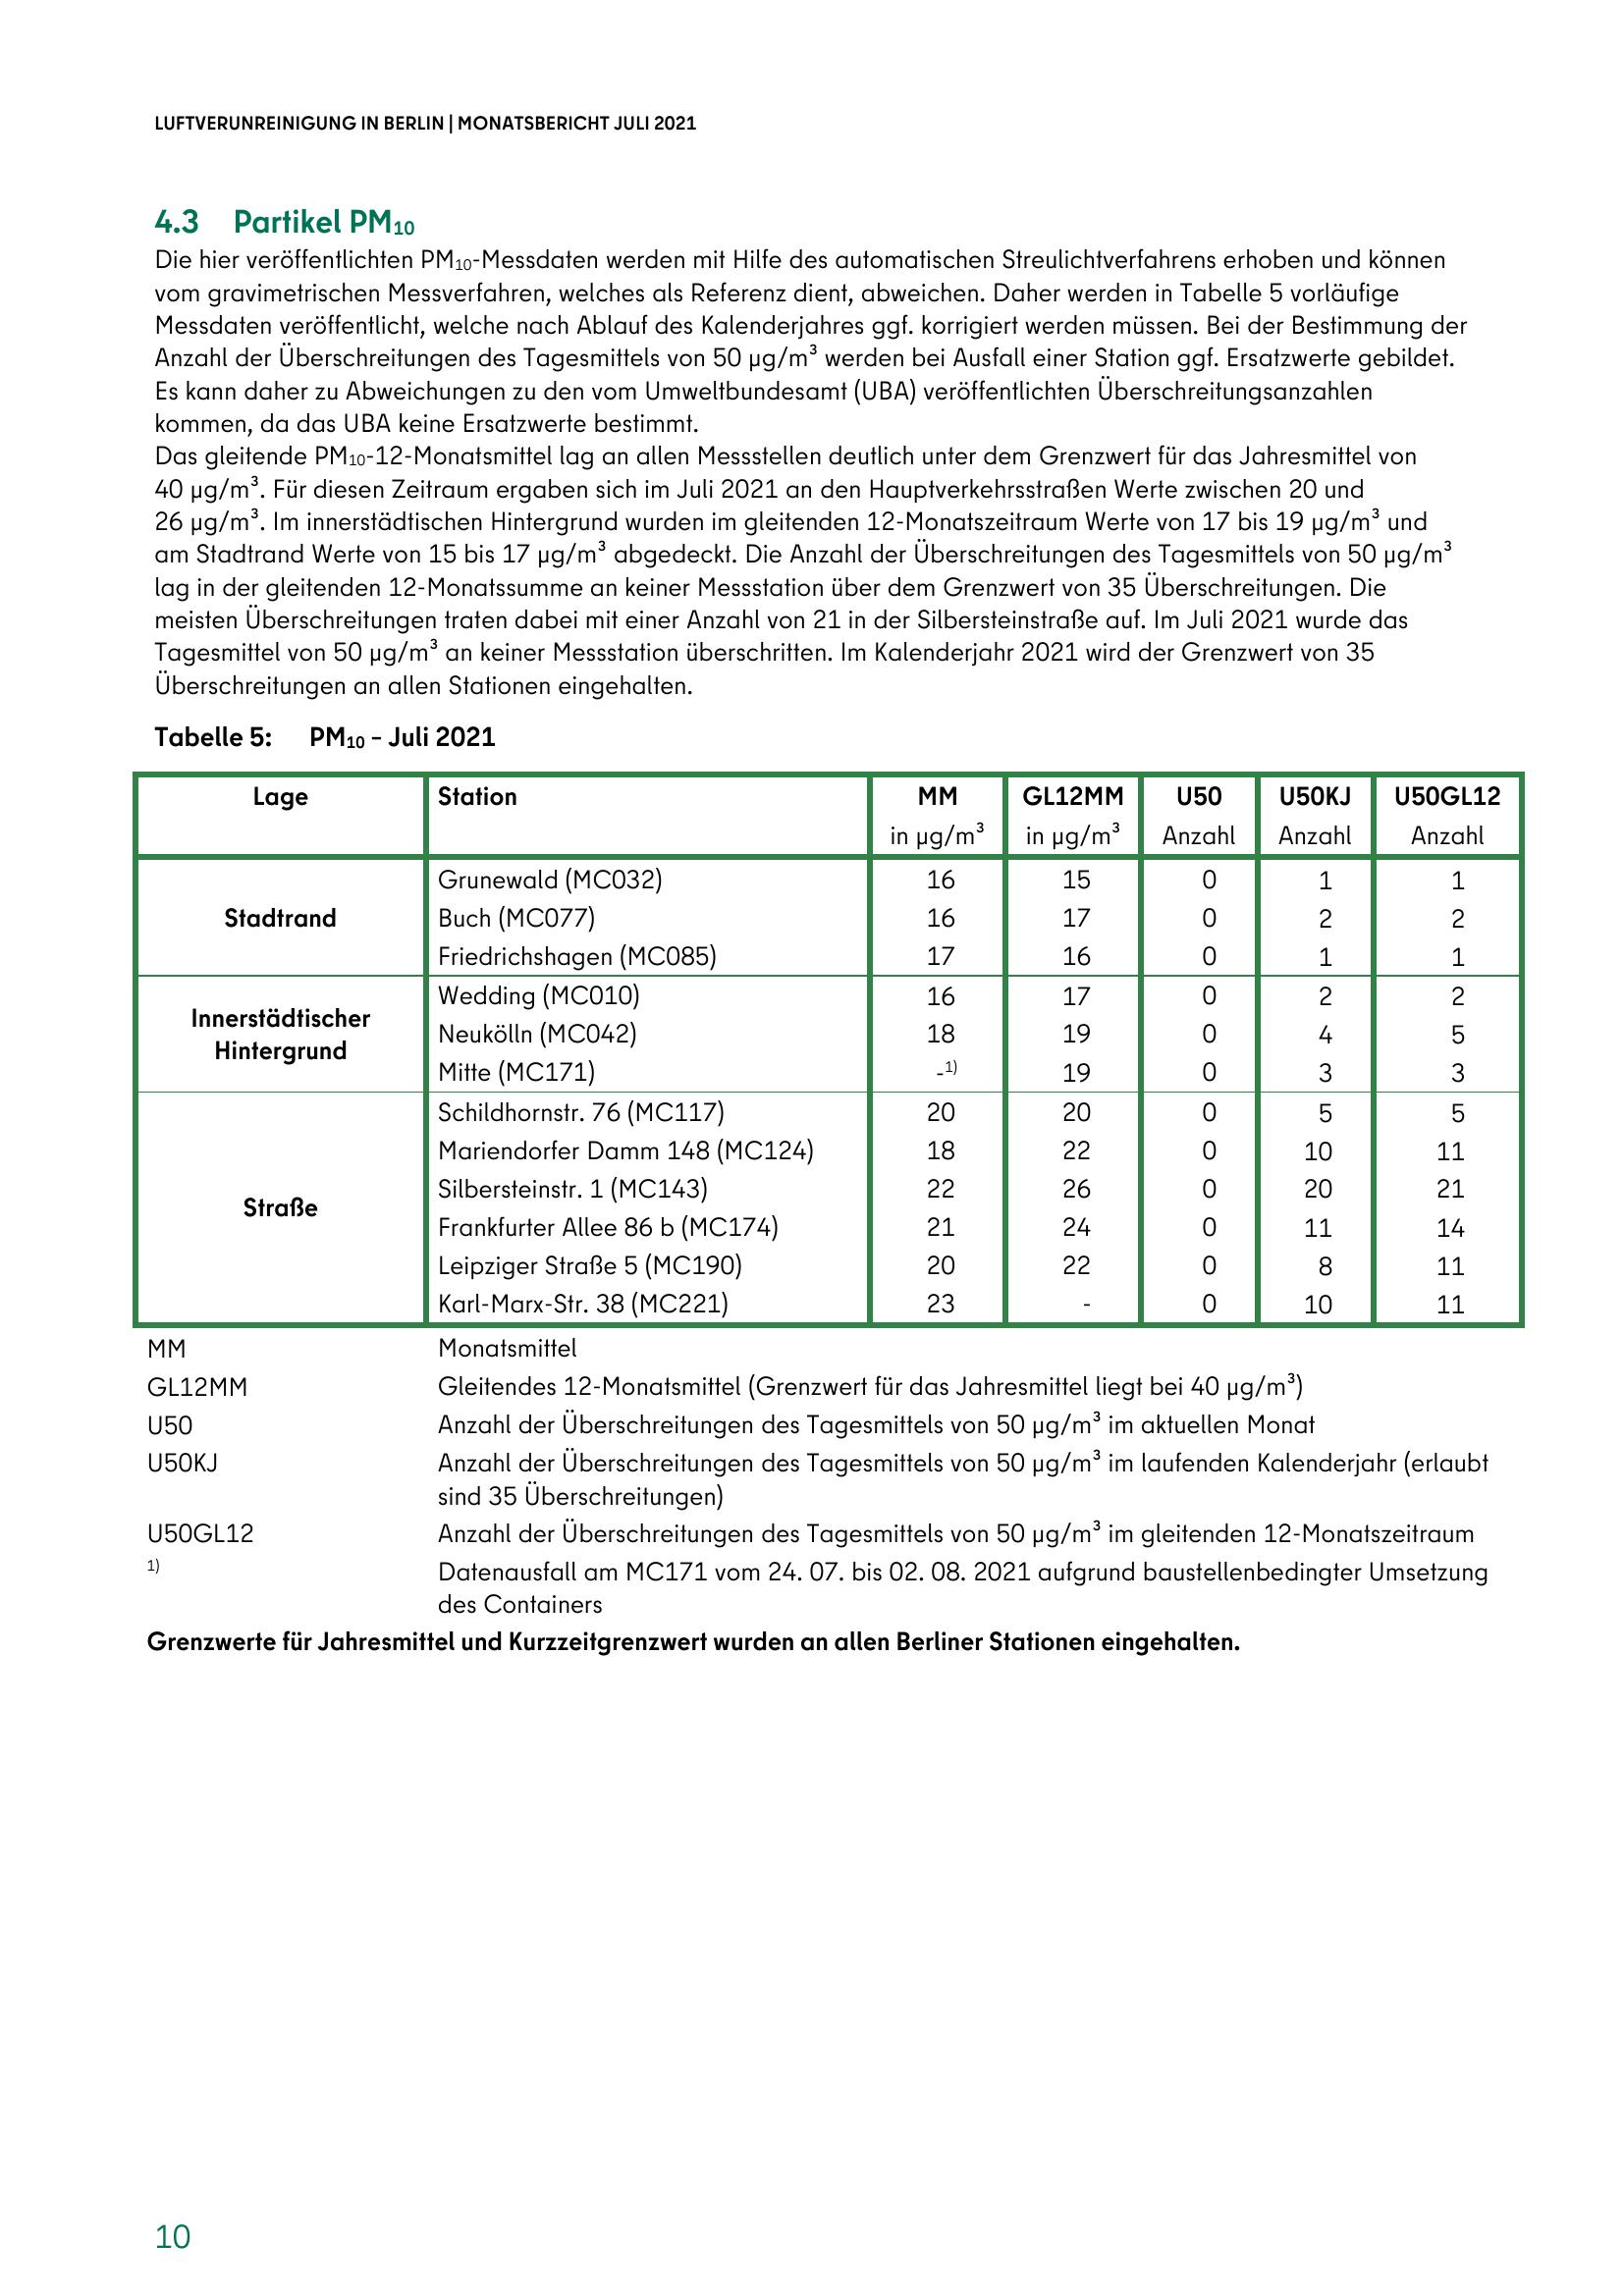 LUFTVERUNREINIGUNG IN BERLIN | MONATSBERICHT JULI 2021
4.3 Partikel PM₁₀
Die hier veröffentlichten PM₁₀-Messdaten werden mit Hilfe des automatischen Streulichtverfahrens erhoben und können
vom gravimetrischen Messverfahren, welches als Referenz dient, abweichen. Daher werden in Tabelle 5 vorläufige
Messdaten veröffentlicht, welche nach Ablauf des Kalenderjahres ggf. korrigiert werden müssen. Bei der Bestimmung der
Anzahl der Überschreitungen des Tagesmittels von 50 µg/m³ werden bei Ausfall einer Station ggf. Ersatzwerte gebildet.
Es kann daher zu Abweichungen zu den vom Umweltbundesamt (UBA) veröffentlichten Überschreitungsanzahlen
kommen, da das UBA keine Ersatzwerte bestimmt.
Das gleitende PM₁₀-12-Monatsmittel lag an allen Messstellen deutlich unter dem Grenzwert für das Jahresmittel von
40 µg/m³. Für diesen Zeitraum ergaben sich im Juli 2021 an den Hauptverkehrsstraßen Werte zwischen 20 und
26 µg/m³. Im innerstädtischen Hintergrund wurden im gleitenden 12-Monatszeitraum Werte von 17 bis 19 µg/m³ und
am Stadtrand Werte von 15 bis 17 µg/m³ abgedeckt. Die Anzahl der Überschreitungen des Tagesmittels von 50 µg/m³
lag in der gleitenden 12-Monatssumme an keiner Messstation über dem Grenzwert von 35 Überschreitungen. Die
meisten Überschreitungen traten dabei mit einer Anzahl von 21 in der Silbersteinstraße auf. Im Juli 2021 wurde das
Tagesmittel von 50 µg/m³ an keiner Messstation überschritten. Im Kalenderjahr 2021 wird der Grenzwert von 35
Überschreitungen an allen Stationen eingehalten.
Tabelle 5: PM₁₀ – Juli 2021
Lage Station MM GL12MM U50 U50KJ U50GL12
in µg/m³ in µg/m³ Anzahl Anzahl Anzahl
Stadtrand
Grunewald (MC032) 16 15 0 1 1
Buch (MC077) 16 17 0 2 2
Friedrichshagen (MC085) 17 16 0 1 1
Innerstädtischer
Hintergrund
Wedding (MC010) 16 17 0 2 2
Neukölln (MC042) 18 19 0 4 5
Mitte (MC171) -¹⁾ 19 0 3 3
Straße
Schildhornstr. 76 (MC117) 20 20 0 5 5
Mariendorfer Damm 148 (MC124) 18 22 0 10 11
Silbersteinstr. 1 (MC143) 22 26 0 20 21
Frankfurter Allee 86 b (MC174) 21 24 0 11 14
Leipziger Straße 5 (MC190) 20 22 0 8 11
Karl-Marx-Str. 38 (MC221) 23 - 0 10 11
MM Monatsmittel
GL12MM Gleitendes 12-Monatsmittel (Grenzwert für das Jahresmittel liegt bei 40 µg/m³)
U50 Anzahl der Überschreitungen des Tagesmittels von 50 µg/m³ im aktuellen Monat
U50KJ Anzahl der Überschreitungen des Tagesmittels von 50 µg/m³ im laufenden Kalenderjahr (erlaubt
sind 35 Überschreitungen)
U50GL12 Anzahl der Überschreitungen des Tagesmittels von 50 µg/m³ im gleitenden 12-Monatszeitraum
¹⁾ Datenausfall am MC171 vom 24. 07. bis 02. 08. 2021 aufgrund baustellenbedingter Umsetzung
des Containers
Grenzwerte für Jahresmittel und Kurzzeitgrenzwert wurden an allen Berliner Stationen eingehalten.
10